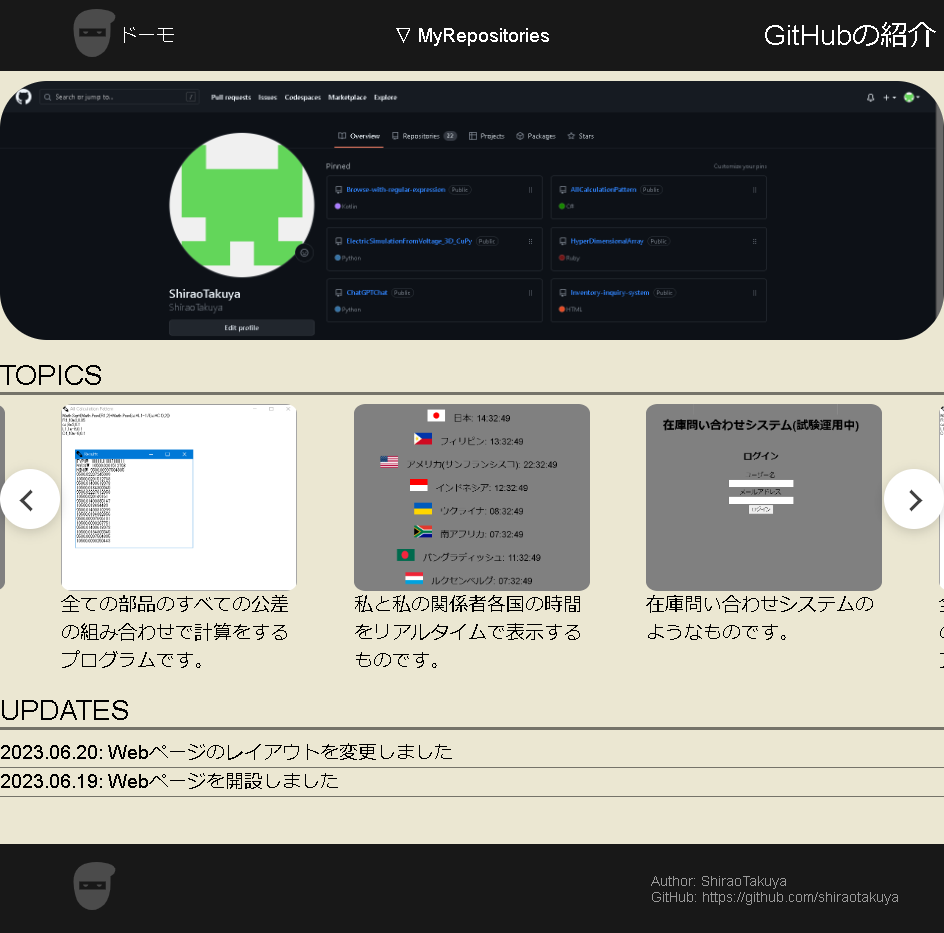 ドーモ
▽ MyRepositories
GitHubの紹介
Search or jump to...
/
Pull requests Issues Codespaces Marketplace Explore
Overview Repositories 22 Projects Packages Stars
Pinned
Customize your pins
Browse-with-regular-expression Public
Kotlin
AllCalculationPattern Public
C#
ElectricSimulationFromVoltage_3D_CuPy Public
Python
HyperDimensionalArray Public
Ruby
ChatGPTChat Public
Python
Inventory-inquiry-system Public
HTML
ShiraoTakuya
ShiraoTakuya
Edit profile
TOPICS
All Calculation Pattern
全ての部品のすべての公差
の組み合わせで計算をする
プログラムです。
日本: 14:32:49
フィリピン: 13:32:49
アメリカ(サンフランシスコ): 22:32:49
インドネシア: 12:32:49
ウクライナ: 08:32:49
南アフリカ: 07:32:49
バングラディッシュ: 11:32:49
ルクセンベルグ: 07:32:49
私と私の関係者各国の時間
をリアルタイムで表示する
ものです。
在庫問い合わせシステム(試験運用中)
ログイン
ユーザー名
メールアドレス
ログイン
在庫問い合わせシステムの
ようなものです。
UPDATES
2023.06.20: Webページのレイアウトを変更しました
2023.06.19: Webページを開設しました
Author: ShiraoTakuya
GitHub: https://github.com/shiraotakuya